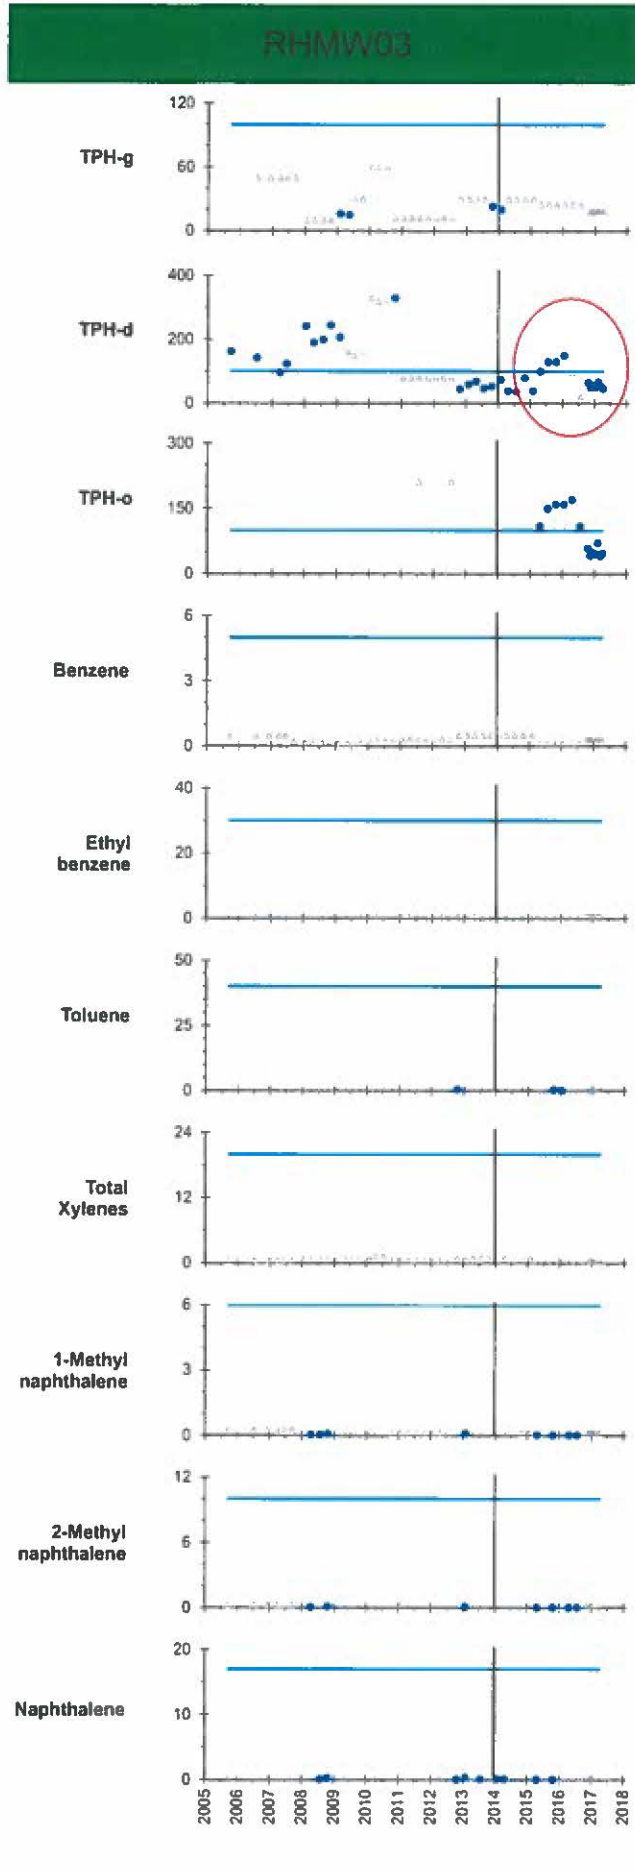 RHMW03
120
TPH-g
60
0
400
TPH-d
200
0
300
TPH-o
150
0
6
Benzene
3
0
40
Ethyl
benzene
20
0
50
Toluene
25
0
24
Total
Xylenes
12
0
6
1-Methyl
naphthalene
3
0
12
2-Methyl
naphthalene
6
0
20
Naphthalene
10
0
2005 2006 2007 2008 2009 2010 2011 2012 2013 2014 2015 2016 2017 2018